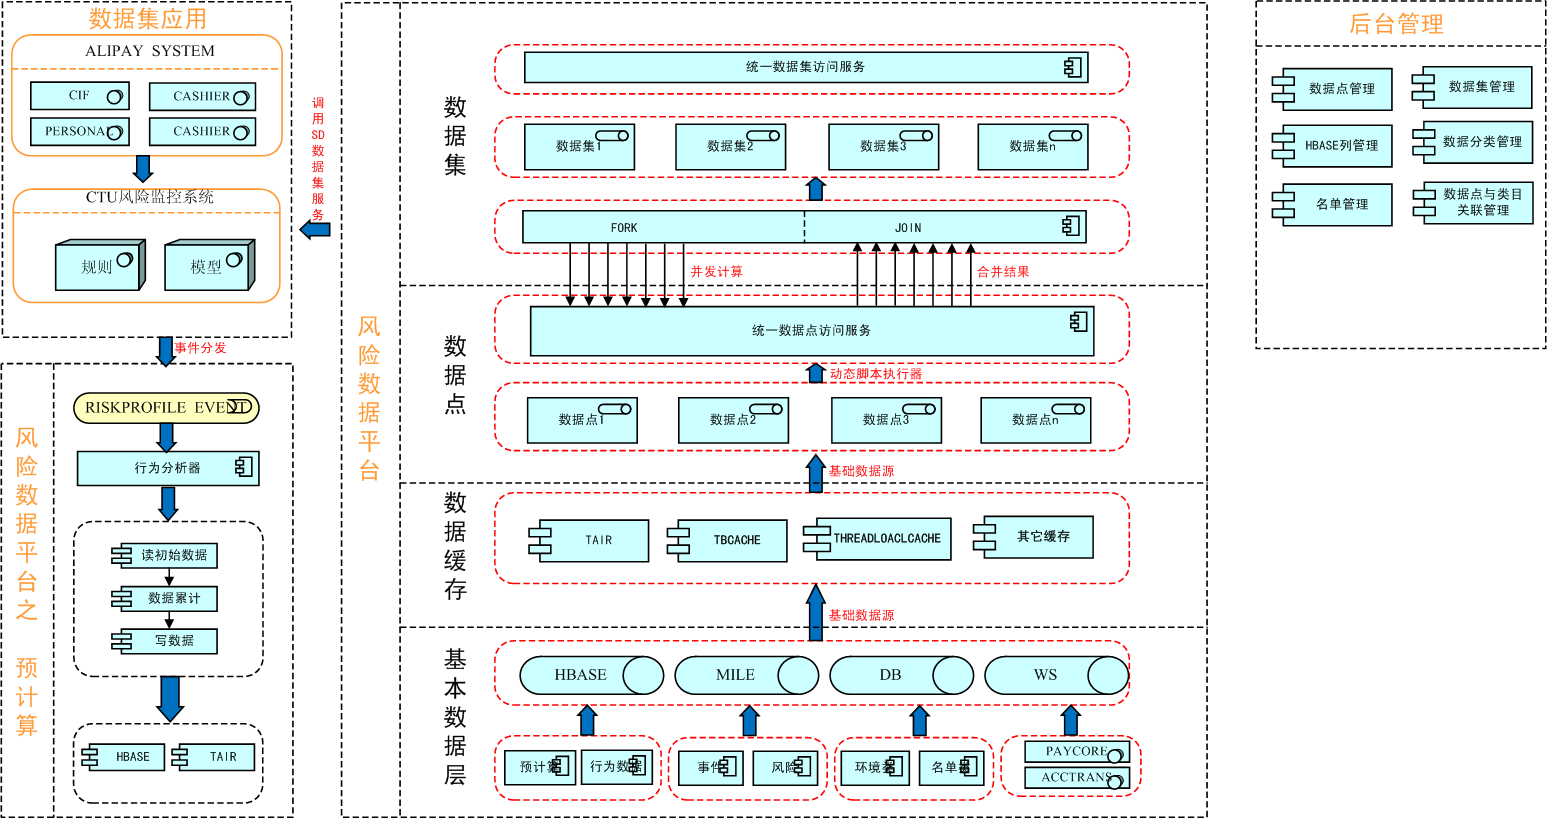 数据集应用
ALIPAY SYSTEM
CIF
CASHIER
PERSONAL
CASHIER
CTU风险监控系统
规则
模型
调用SD数据集服务
事件分发
风险数据平台之 预计算
RISKPROFILE EVENT
行为分析器
读初始数据
数据累计
写数据
HBASE
TAIR
风险数据平台
数据集
统一数据集访问服务
数据集1
数据集2
数据集3
数据集n
FORK
JOIN
并发计算
合并结果
数据点
统一数据点访问服务
动态脚本执行器
数据点1
数据点2
数据点3
数据点n
基础数据源
数据缓存
TAIR
TBCACHE
THREADLOACLCACHE
其它缓存
基础数据源
基本数据层
HBASE
MILE
DB
WS
预计算
行为数据
事件
风险
环境
名单
PAYCORE
ACCTRANS
后台管理
数据点管理
数据集管理
HBASE列管理
数据分类管理
名单管理
数据点与类目
关联管理